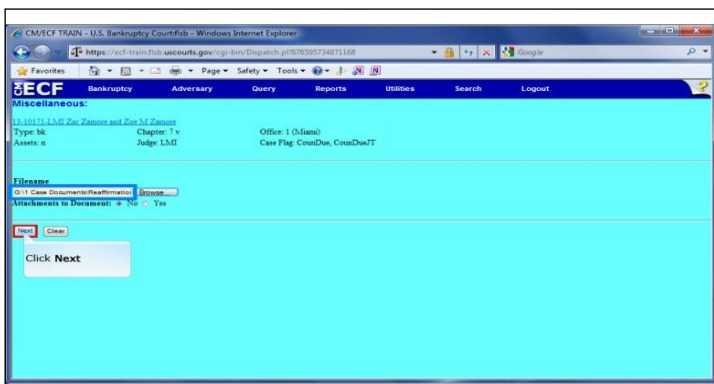 CM/ECF TRAIN - U.S. Bankruptcy Court:flsb - Windows Internet Explorer
https://ecf-train.flsb.uscourts.gov/cgi-bin/Dispatch.pl?676595734871168
Google
Favorites Page Safety Tools
ECF Bankruptcy Adversary Query Reports Utilities Search Logout ?
Miscellaneous:
13-10171-LMI Zac Zamore and Zoe M Zamore
Type: bk Chapter: 7 v Office: 1 (Miami)
Assets: n Judge: LMI Case Flag: CounDue, CounDueJT
Filename
G:\1 Case Documents\Reaffirmation Browse...
Attachments to Document: No Yes
Next Clear
Click Next